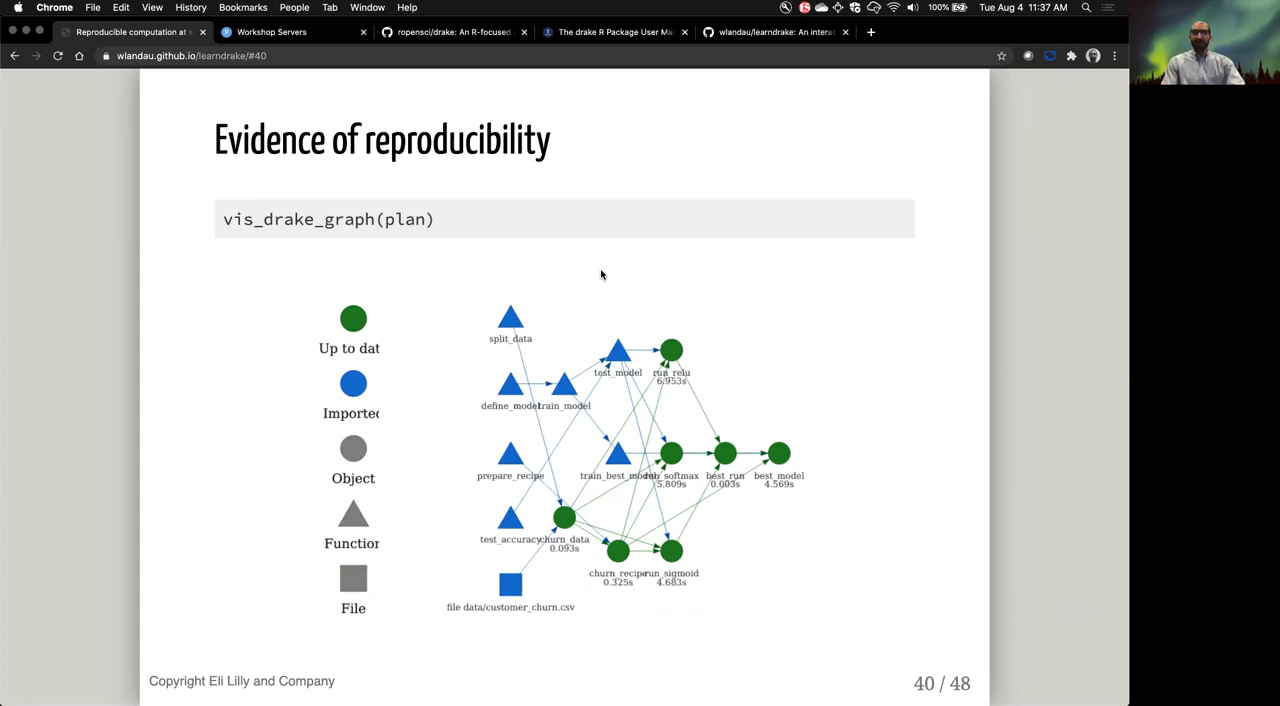 Chrome File Edit View History Bookmarks People Tab Window Help 100% Tue Aug 4 11:37 AM
Reproducible computation at s Workshop Servers ropensci/drake: An R-focused The drake R Package User Ma wlandau/learndrake: An intera
wlandau.github.io/learndrake/#40
Evidence of reproducibility
vis_drake_graph(plan)
Up to dat
Imported
Object
Function
File
split_data
test_model run_relu
6.953s
define_model train_model
prepare_recipe train_best_model run_softmax best_run best_model
5.809s 0.003s 4.569s
test_accuracy churn_data
0.093s
churn_recipe run_sigmoid
0.325s 4.683s
file data/customer_churn.csv
Copyright Eli Lilly and Company
40 / 48